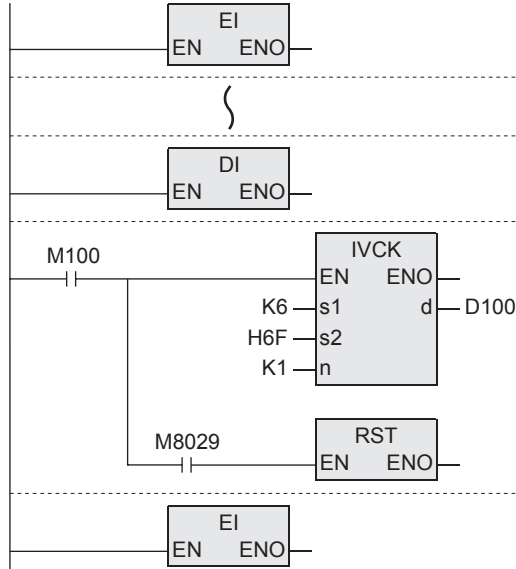 EI
EN ENO
DI
EN ENO
M100
IVCK
EN ENO
K6 s1 d D100
H6F s2
K1 n
M8029
RST
EN ENO
EI
EN ENO